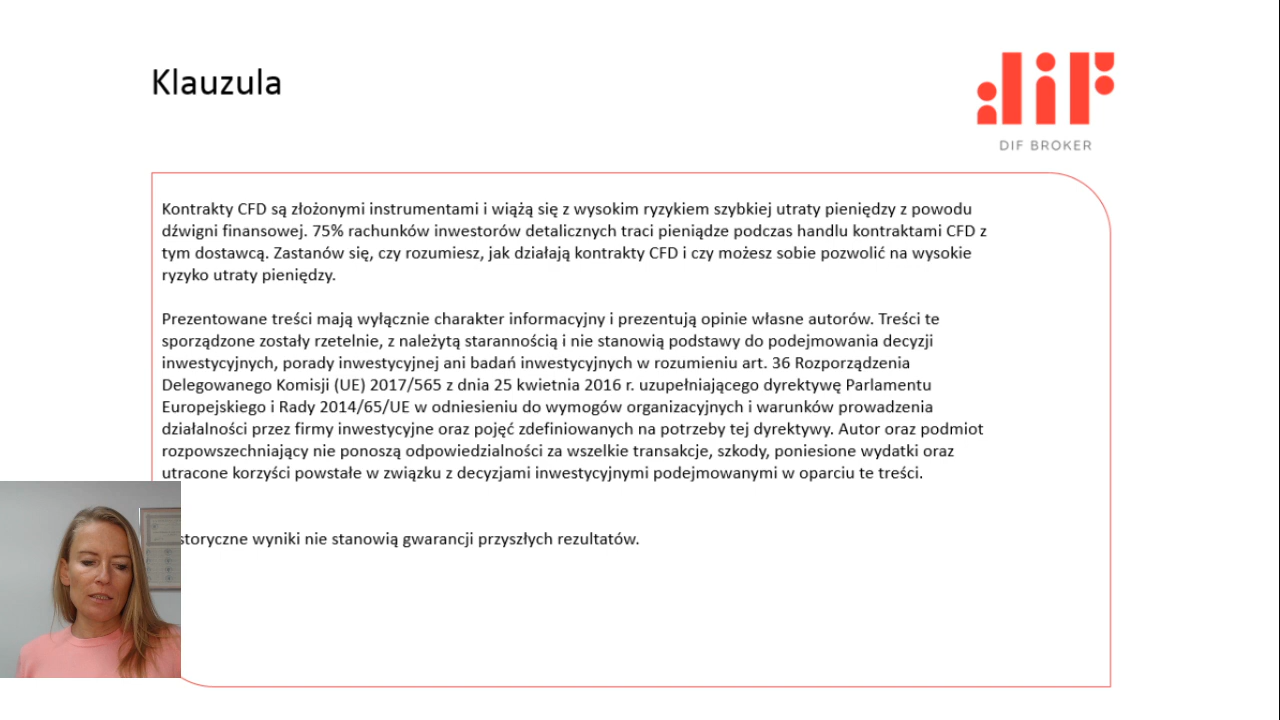 Klauzula
dif
DIF BROKER
Kontrakty CFD są złożonymi instrumentami i wiążą się z wysokim ryzykiem szybkiej utraty pieniędzy z powodu
dźwigni finansowej. 75% rachunków inwestorów detalicznych traci pieniądze podczas handlu kontraktami CFD z
tym dostawcą. Zastanów się, czy rozumiesz, jak działają kontrakty CFD i czy możesz sobie pozwolić na wysokie
ryzyko utraty pieniędzy.
Prezentowane treści mają wyłącznie charakter informacyjny i prezentują opinie własne autorów. Treści te
sporządzone zostały rzetelnie, z należytą starannością i nie stanowią podstawy do podejmowania decyzji
inwestycyjnych, porady inwestycyjnej ani badań inwestycyjnych w rozumieniu art. 36 Rozporządzenia
Delegowanego Komisji (UE) 2017/565 z dnia 25 kwietnia 2016 r. uzupełniającego dyrektywę Parlamentu
Europejskiego i Rady 2014/65/UE w odniesieniu do wymogów organizacyjnych i warunków prowadzenia
działalności przez firmy inwestycyjne oraz pojęć zdefiniowanych na potrzeby tej dyrektywy. Autor oraz podmiot
rozpowszechniający nie ponoszą odpowiedzialności za wszelkie transakcje, szkody, poniesione wydatki oraz
utracone korzyści powstałe w związku z decyzjami inwestycyjnymi podejmowanymi w oparciu te treści.
storyczne wyniki nie stanowią gwarancji przyszłych rezultatów.